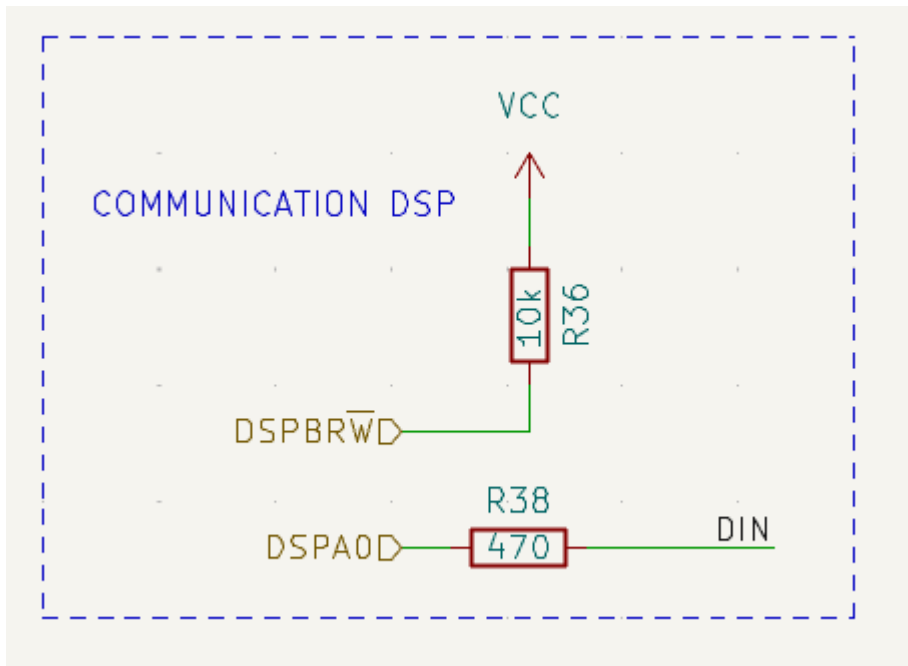 VCC
COMMUNICATION DSP
10k
R36
DSPBRW̅
R38
DIN
DSPA0
470